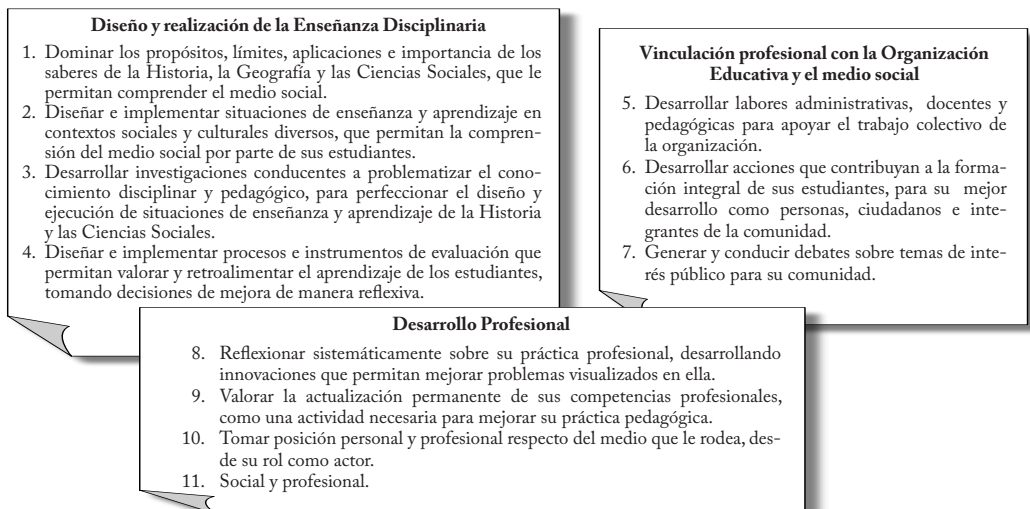 Diseño y realización de la Enseñanza Disciplinaria
1. Dominar los propósitos, límites, aplicaciones e importancia de los
saberes de la Historia, la Geografía y las Ciencias Sociales, que le
permitan comprender el medio social.
2. Diseñar e implementar situaciones de enseñanza y aprendizaje en
contextos sociales y culturales diversos, que permitan la compren-
sión del medio social por parte de sus estudiantes.
3. Desarrollar investigaciones conducentes a problematizar el cono-
cimiento disciplinar y pedagógico, para perfeccionar el diseño y
ejecución de situaciones de enseñanza y aprendizaje de la Historia
y las Ciencias Sociales.
4. Diseñar e implementar procesos e instrumentos de evaluación que
permitan valorar y retroalimentar el aprendizaje de los estudiantes,
tomando decisiones de mejora de manera reflexiva.
Vinculación profesional con la Organización
Educativa y el medio social
5. Desarrollar labores administrativas, docentes y
pedagógicas para apoyar el trabajo colectivo de
la organización.
6. Desarrollar acciones que contribuyan a la forma-
ción integral de sus estudiantes, para su mejor
desarrollo como personas, ciudadanos e inte-
grantes de la comunidad.
7. Generar y conducir debates sobre temas de inte-
rés público para su comunidad.
Desarrollo Profesional
8. Reflexionar sistemáticamente sobre su práctica profesional, desarrollando
innovaciones que permitan mejorar problemas visualizados en ella.
9. Valorar la actualización permanente de sus competencias profesionales,
como una actividad necesaria para mejorar su práctica pedagógica.
10. Tomar posición personal y profesional respecto del medio que le rodea, des-
de su rol como actor.
11. Social y profesional.